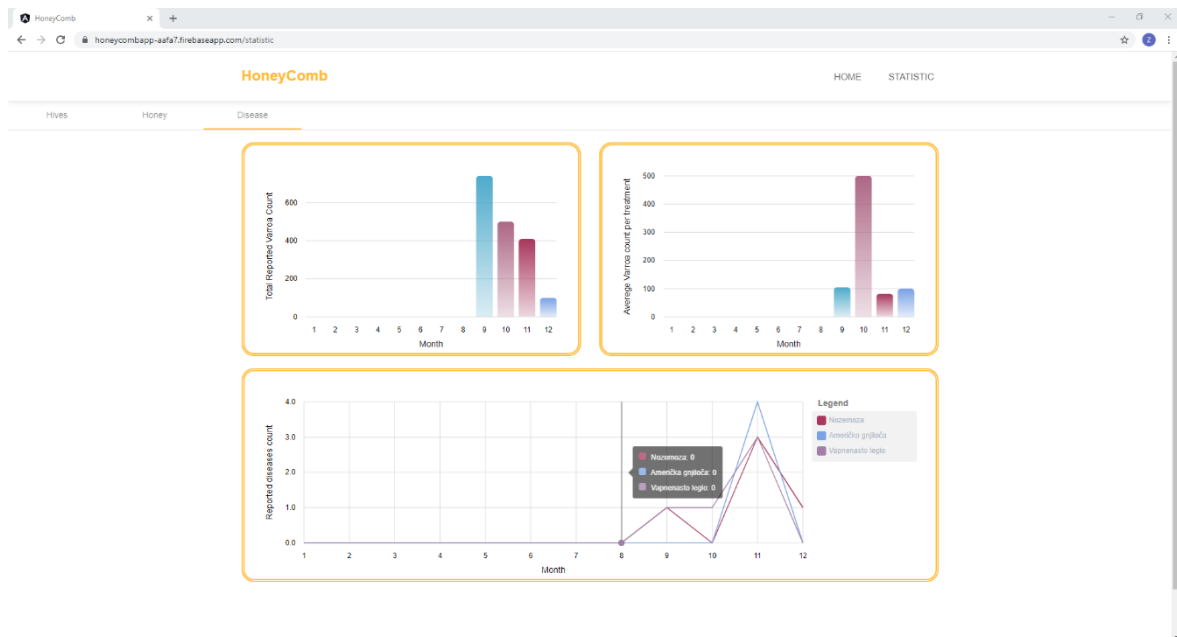 HoneyComb
honeycombapp-aafa7.firebaseapp.com/statistic
Z
HoneyComb
HOME STATISTIC
Hives Honey Disease
Total Reported Varroa Count
600
400
200
0
1 2 3 4 5 6 7 8 9 10 11 12
Month
Averege Varroa count per treatment
500
400
300
200
100
0
1 2 3 4 5 6 7 8 9 10 11 12
Month
Reported diseases count
4.0
3.0
2.0
1.0
0.0
1 2 3 4 5 6 7 8 9 10 11 12
Month
Nozemoza: 0
Američka gnjiloča: 0
Vapnenasto leglo: 0
Legend
Nozemoza
Američka gnjiloča
Vapnenasto leglo